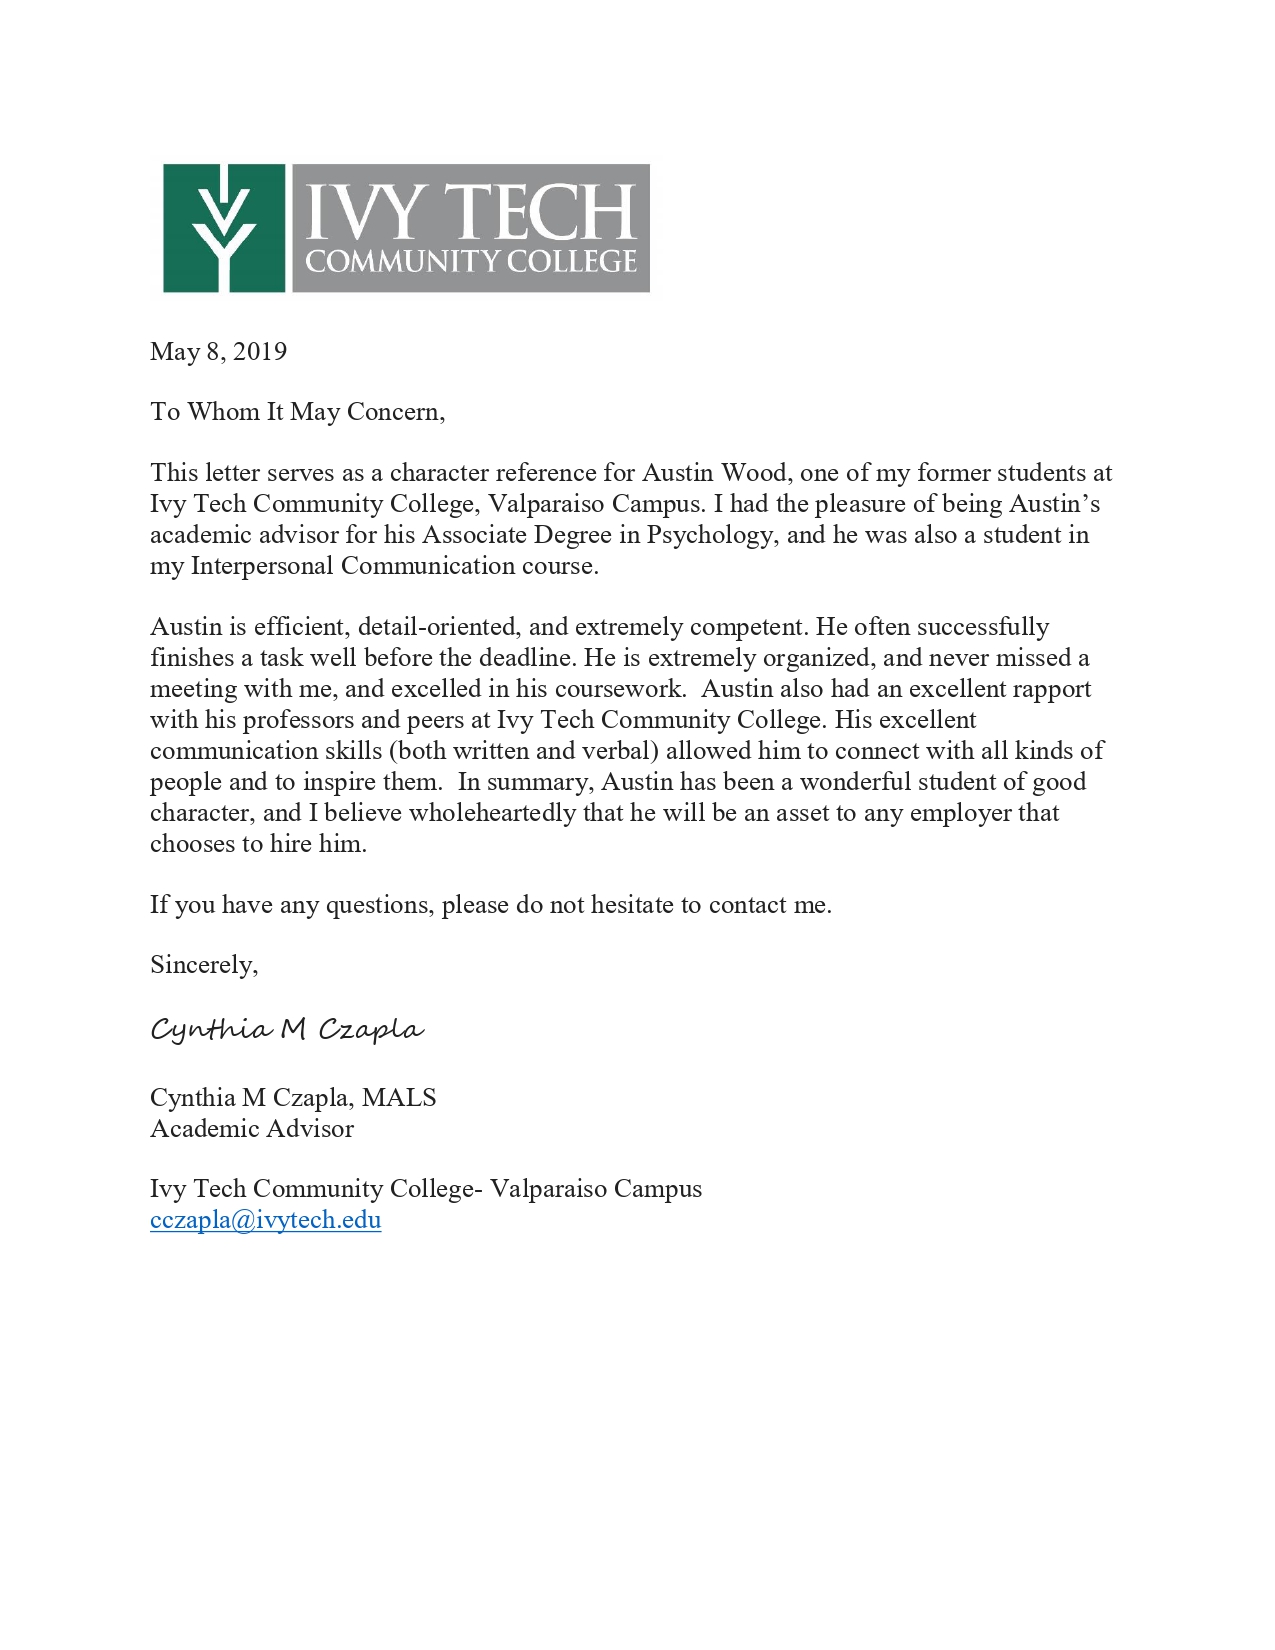 IVY TECH
COMMUNITY COLLEGE
May 8, 2019
To Whom It May Concern,
This letter serves as a character reference for Austin Wood, one of my former students at
Ivy Tech Community College, Valparaiso Campus. I had the pleasure of being Austin’s
academic advisor for his Associate Degree in Psychology, and he was also a student in
my Interpersonal Communication course.
Austin is efficient, detail-oriented, and extremely competent. He often successfully
finishes a task well before the deadline. He is extremely organized, and never missed a
meeting with me, and excelled in his coursework.  Austin also had an excellent rapport
with his professors and peers at Ivy Tech Community College. His excellent
communication skills (both written and verbal) allowed him to connect with all kinds of
people and to inspire them.  In summary, Austin has been a wonderful student of good
character, and I believe wholeheartedly that he will be an asset to any employer that
chooses to hire him.
If you have any questions, please do not hesitate to contact me.
Sincerely,
Cynthia M Czapla
Cynthia M Czapla, MALS
Academic Advisor
Ivy Tech Community College- Valparaiso Campus
cczapla@ivytech.edu